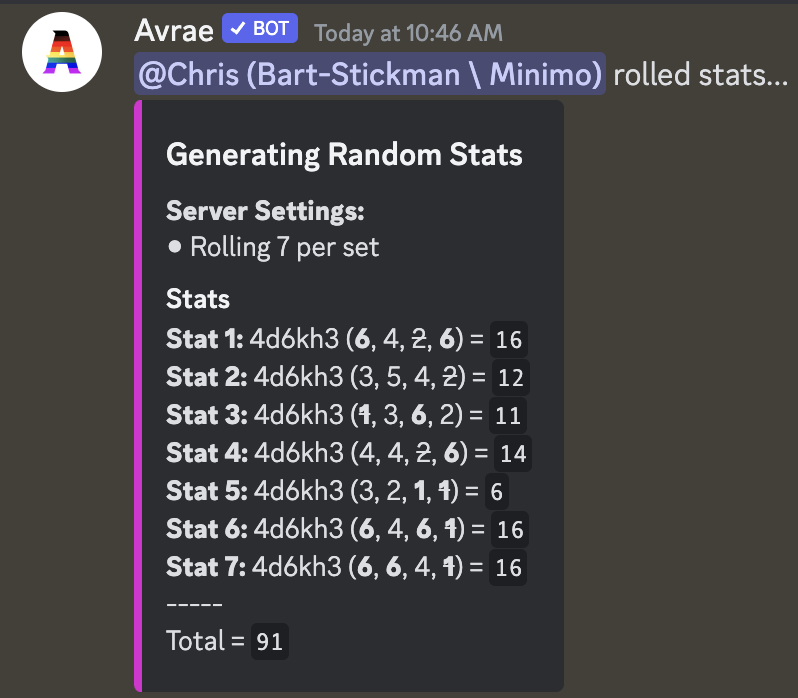 Avrae ✓ BOT Today at 10:46 AM
@Chris (Bart-Stickman \ Minimo) rolled stats...
Generating Random Stats
Server Settings:
● Rolling 7 per set
Stats
Stat 1: 4d6kh3 (6, 4, 2, 6) = 16
Stat 2: 4d6kh3 (3, 5, 4, 2) = 12
Stat 3: 4d6kh3 (1, 3, 6, 2) = 11
Stat 4: 4d6kh3 (4, 4, 2, 6) = 14
Stat 5: 4d6kh3 (3, 2, 1, 1) = 6
Stat 6: 4d6kh3 (6, 4, 6, 1) = 16
Stat 7: 4d6kh3 (6, 6, 4, 1) = 16
-----
Total = 91